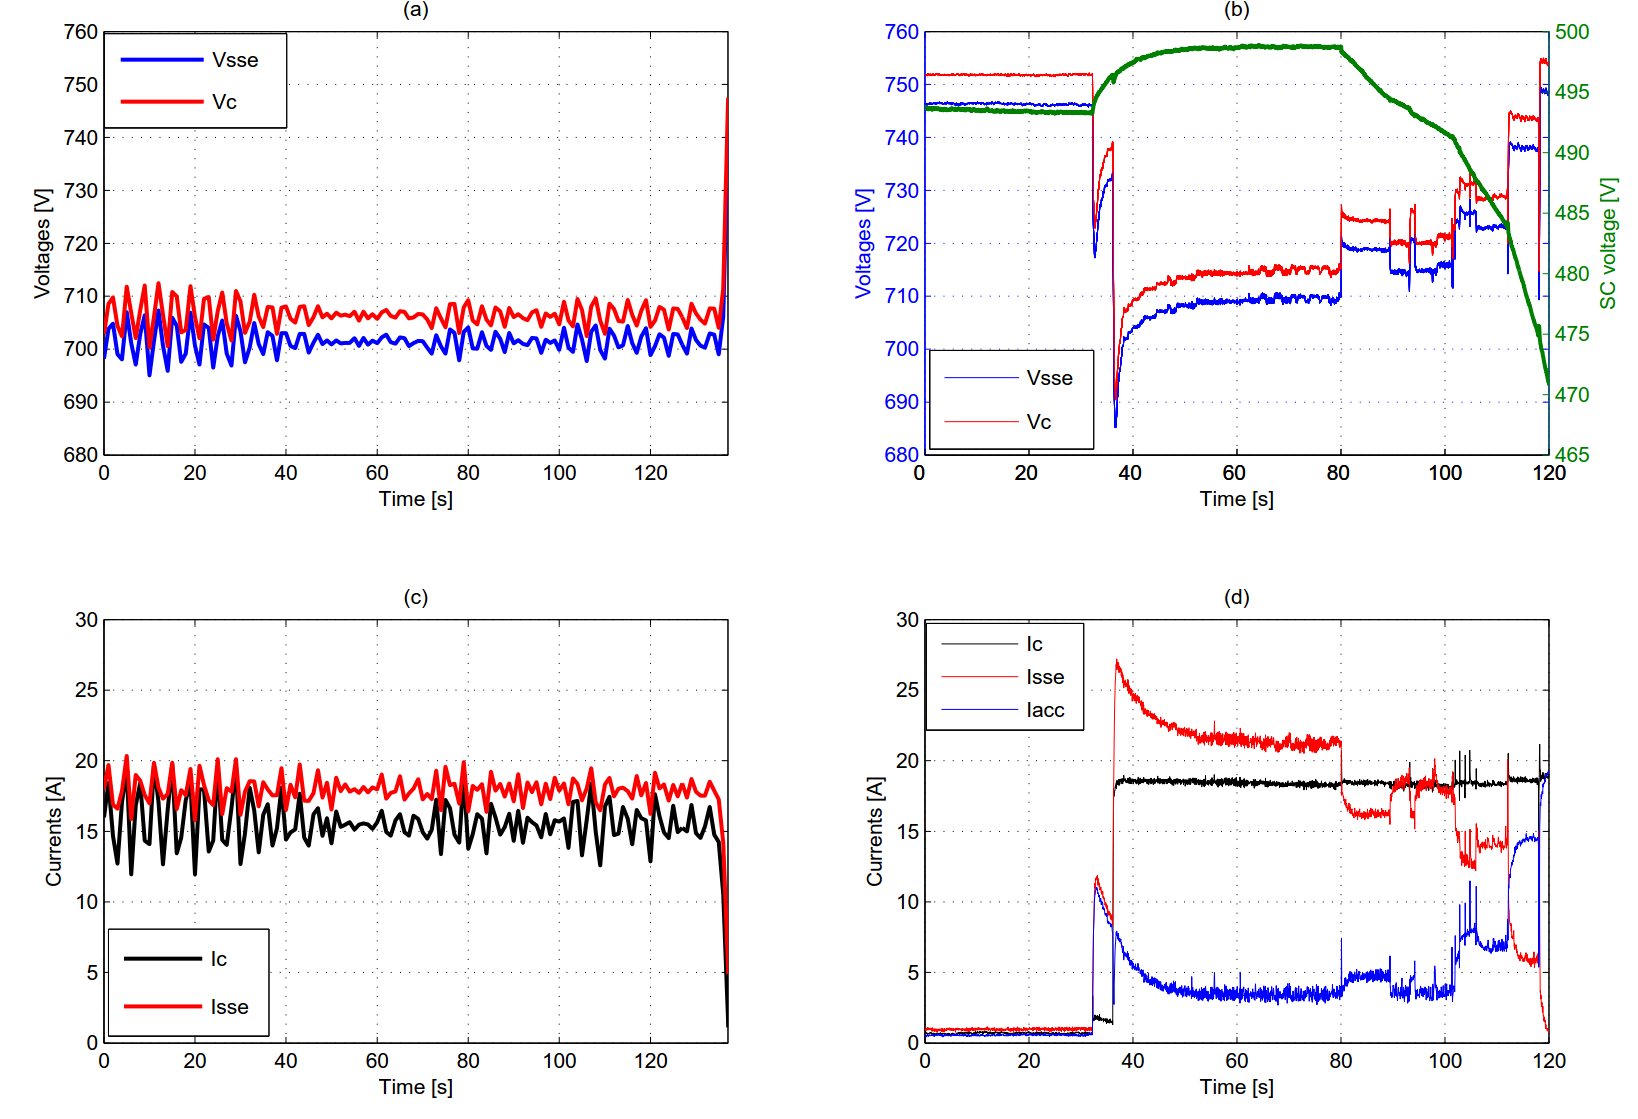 (a)
760
750
740
730
720
710
700
690
680
Voltages [V]
Vsse
Vc
0 20 40 60 80 100 120
Time [s]
(b)
760
750
740
730
720
710
700
690
680
Voltages [V]
500
495
490
485
480
475
470
465
SC voltage [V]
Vsse
Vc
0 20 40 60 80 100 120
Time [s]
(c)
30
25
20
15
10
5
0
Currents [A]
Ic
Isse
0 20 40 60 80 100 120
Time [s]
(d)
30
25
20
15
10
5
0
Currents [A]
Ic
Isse
Iacc
0 20 40 60 80 100 120
Time [s]